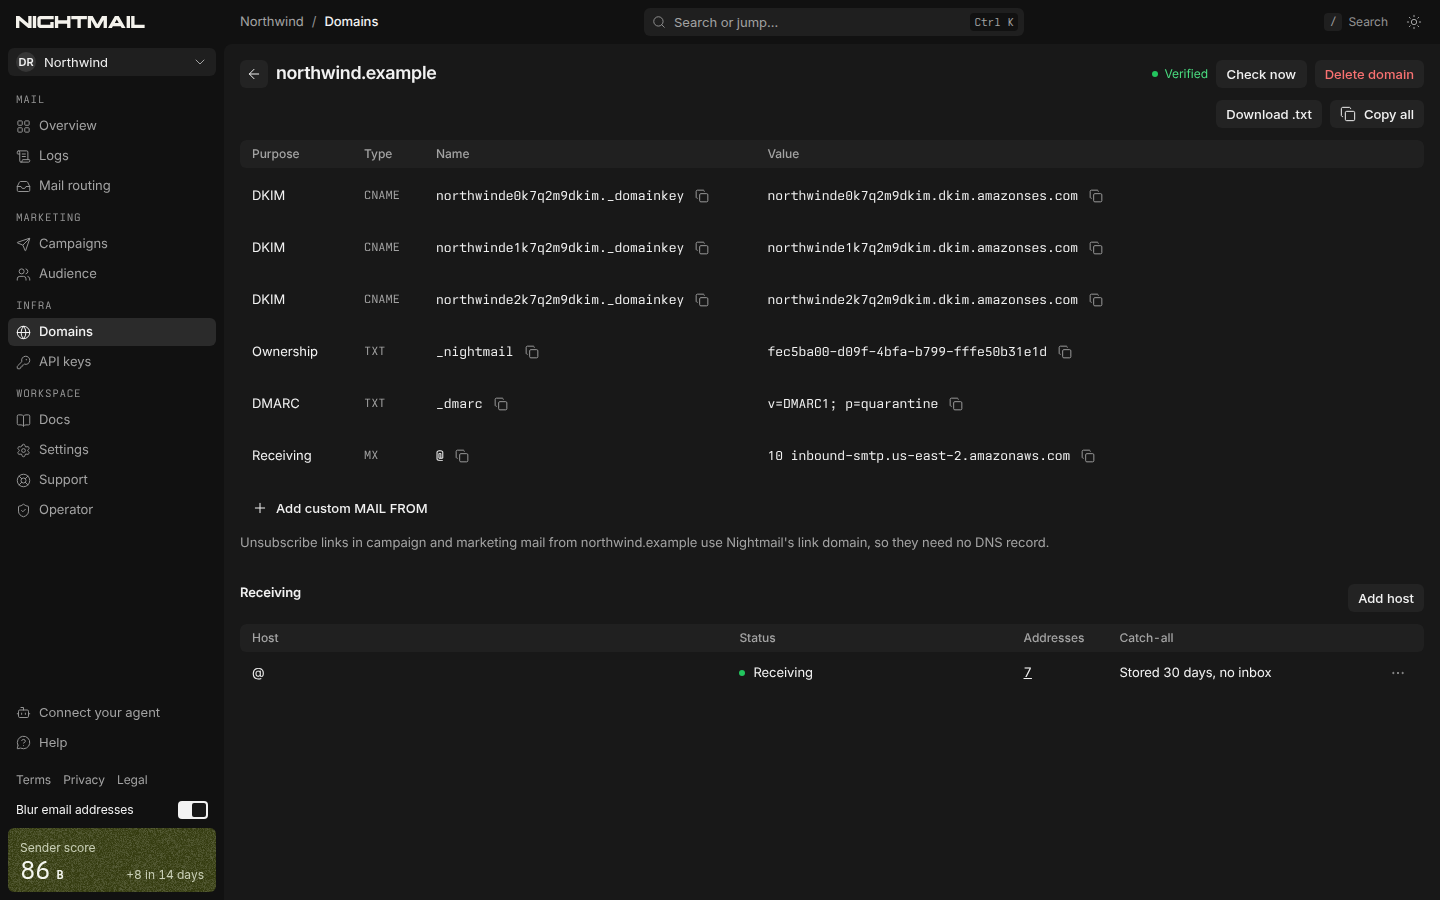 NIGHTMAIL
Northwind / Domains
Search or jump... Ctrl K
/ Search
DR Northwind
MAIL
Overview
Logs
Mail routing
MARKETING
Campaigns
Audience
INFRA
Domains
API keys
WORKSPACE
Docs
Settings
Support
Operator
Connect your agent
Help
Terms Privacy Legal
Blur email addresses
Sender score
86 B +8 in 14 days
northwind.example
Verified Check now Delete domain
Download .txt Copy all
Purpose Type Name Value
DKIM CNAME northwinde0k7q2m9dkim._domainkey northwinde0k7q2m9dkim.dkim.amazonses.com
DKIM CNAME northwinde1k7q2m9dkim._domainkey northwinde1k7q2m9dkim.dkim.amazonses.com
DKIM CNAME northwinde2k7q2m9dkim._domainkey northwinde2k7q2m9dkim.dkim.amazonses.com
Ownership TXT _nightmail fec5ba00-d09f-4bfa-b799-fffe50b31e1d
DMARC TXT _dmarc v=DMARC1; p=quarantine
Receiving MX @ 10 inbound-smtp.us-east-2.amazonaws.com
Add custom MAIL FROM
Unsubscribe links in campaign and marketing mail from northwind.example use Nightmail's link domain, so they need no DNS record.
Receiving
Add host
Host Status Addresses Catch-all
@ Receiving 7 Stored 30 days, no inbox